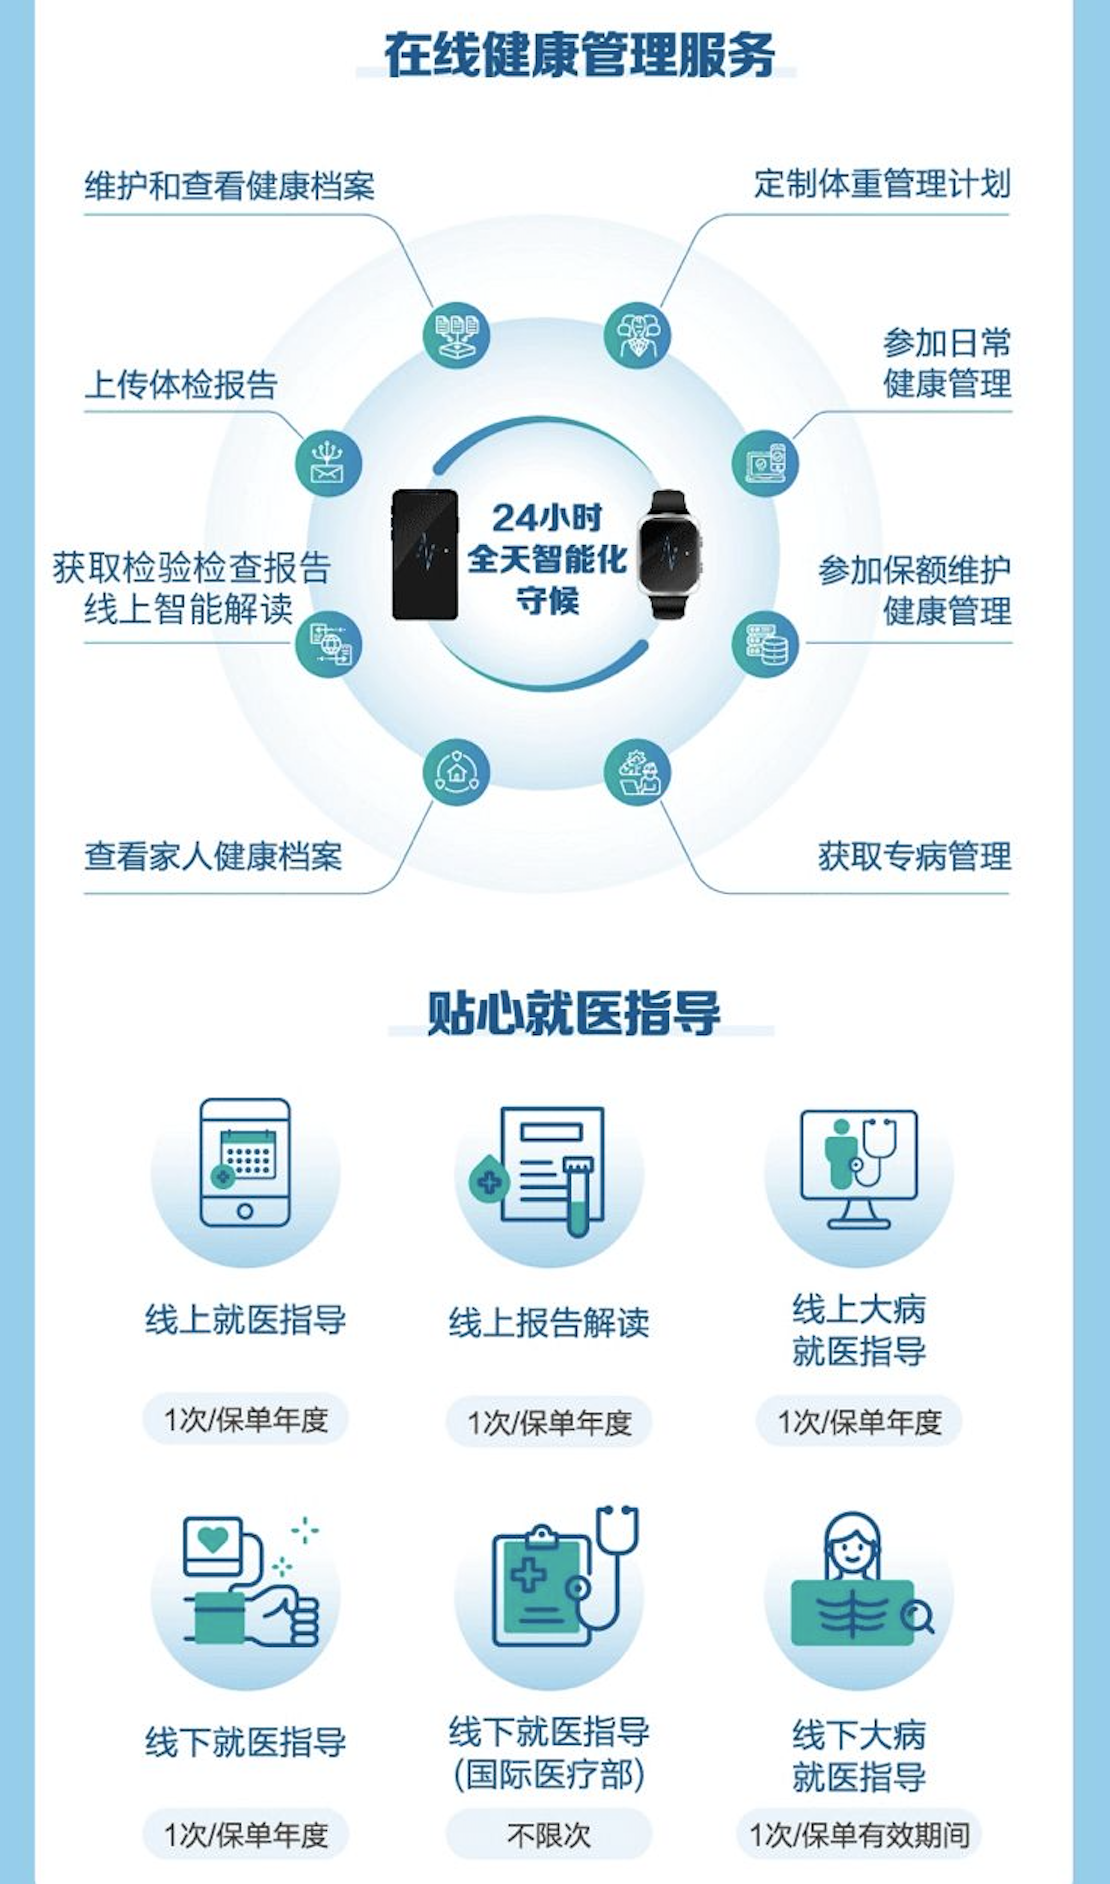 在线健康管理服务
维护和查看健康档案
定制体重管理计划
上传体检报告
参加日常
健康管理
24小时
全天智能化
守候
获取检验检查报告
线上智能解读
参加保额维护
健康管理
查看家人健康档案
获取专病管理
贴心就医指导
线上就医指导
线上报告解读
线上大病
就医指导
1次/保单年度
1次/保单年度
1次/保单年度
线下就医指导
线下就医指导
(国际医疗部)
线下大病
就医指导
1次/保单年度
不限次
1次/保单有效期间